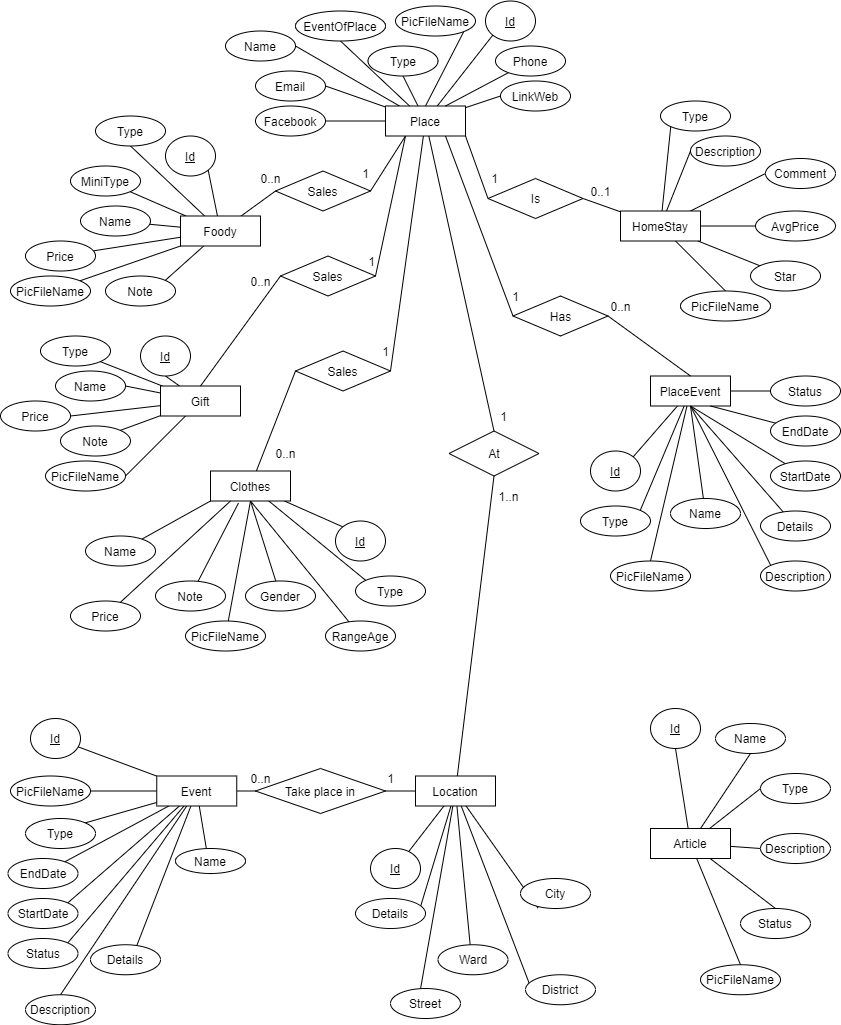 EventOfPlace
PicFileName
Id
Name
Type
Phone
Email
LinkWeb
Facebook
Place
Type
Id
Type
Description
Comment
MiniType
0..n
Sales
1
1
Is
0..1
Name
Foody
HomeStay
AvgPrice
Price
PicFileName
Note
0..n
Sales
1
Star
PicFileName
1
Has
0..n
Type
Id
Name
Gift
Price
Note
PicFileName
Sales
1
PlaceEvent
Status
EndDate
StartDate
Id
Type
Name
Details
PicFileName
Description
1
At
1..n
0..n
Clothes
Name
Id
Price
Note
Gender
Type
PicFileName
RangeAge
Id
PicFileName
Event
0..n
Take place in
1
Location
Type
Name
EndDate
StartDate
Status
Details
Description
Id
Details
City
Ward
Street
District
Id
Name
Type
Article
Description
Status
PicFileName